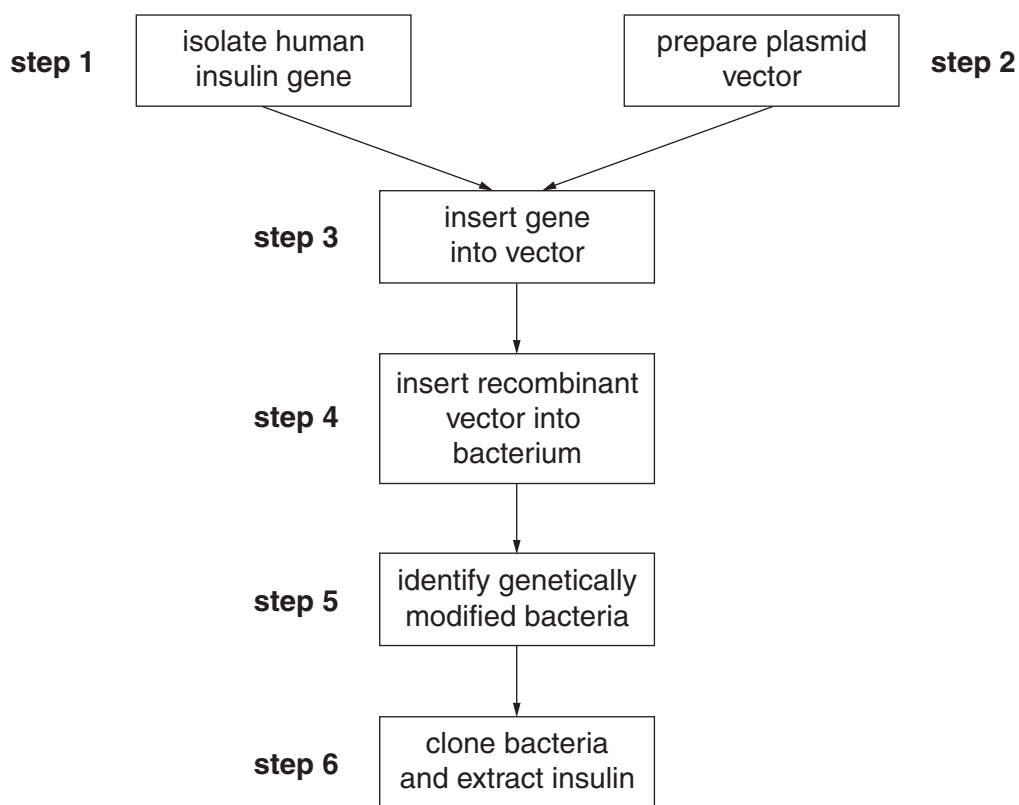 step 1
isolate human
insulin gene
prepare plasmid
vector
step 2
step 3
insert gene
into vector
step 4
insert recombinant
vector into
bacterium
step 5
identify genetically
modified bacteria
step 6
clone bacteria
and extract insulin